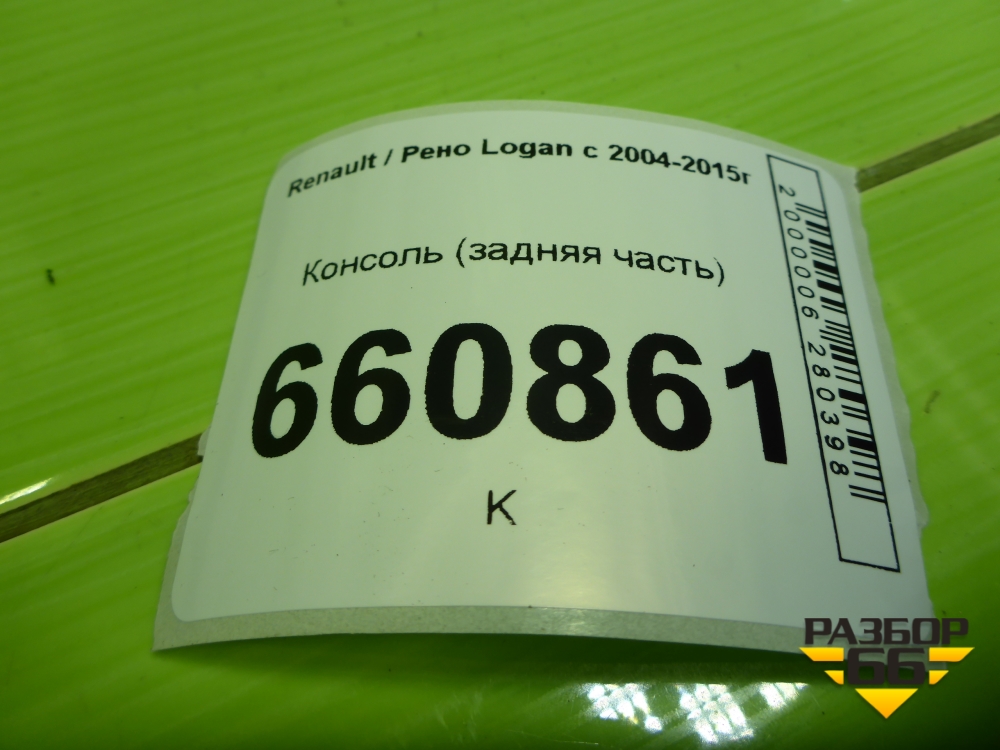 Renault / Рено Logan с 2004-2015г
Консоль (задняя часть)
660861
К
2000006280398
РАЗБОР
66